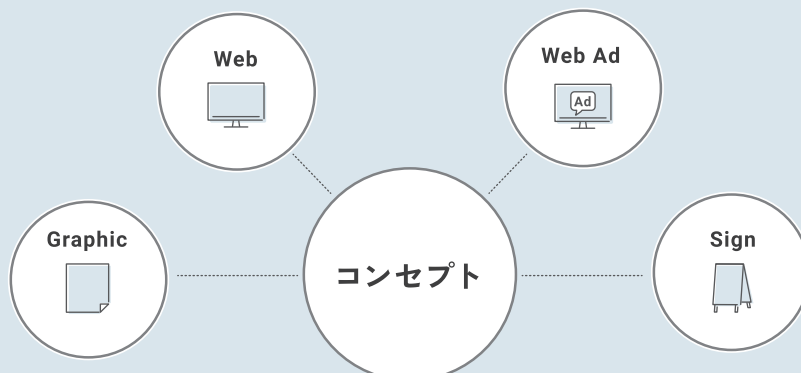 Web
Web Ad
Ad
Graphic
コンセプト
Sign